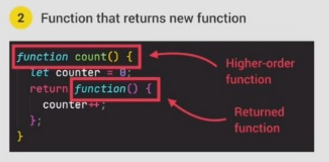 2 Function that returns new function
function count() {
let counter = 0;
return function() {
counter++;
};
}
Higher-order
function
Returned
function